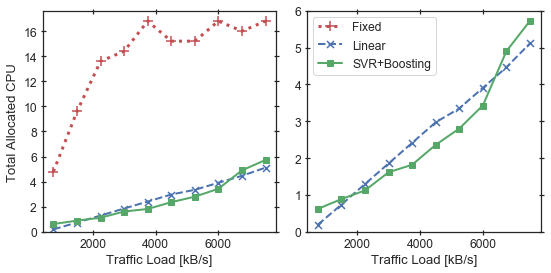 Total Allocated CPU
16
14
12
10
8
6
4
2
0
2000 4000 6000
Traffic Load [kB/s]
Fixed
Linear
SVR+Boosting
6
5
4
3
2
1
0
2000 4000 6000
Traffic Load [kB/s]